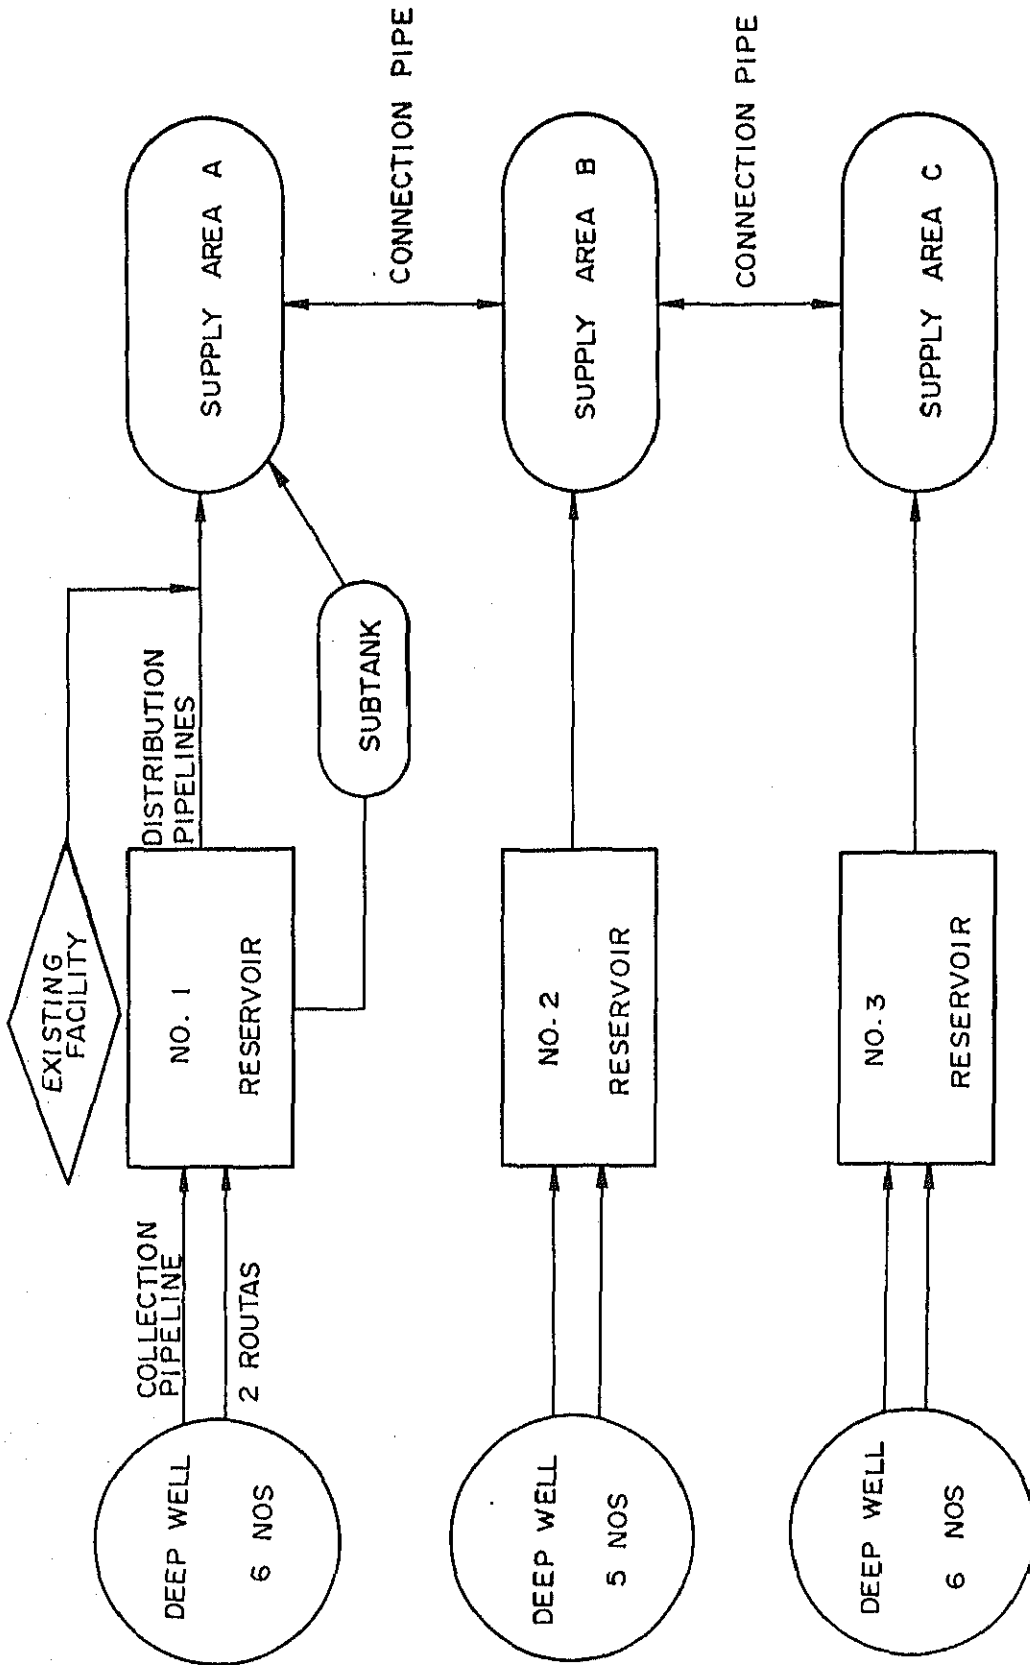 EXISTING
FACILITY
DEEP WELL
6 NOS
COLLECTION
PIPELINE
2 ROUTAS
NO. 1
RESERVOIR
DISTRIBUTION
PIPELINES
SUBTANK
SUPPLY AREA A
CONNECTION PIPE
DEEP WELL
5 NOS
NO. 2
RESERVOIR
SUPPLY AREA B
CONNECTION PIPE
DEEP WELL
6 NOS
NO. 3
RESERVOIR
SUPPLY AREA C